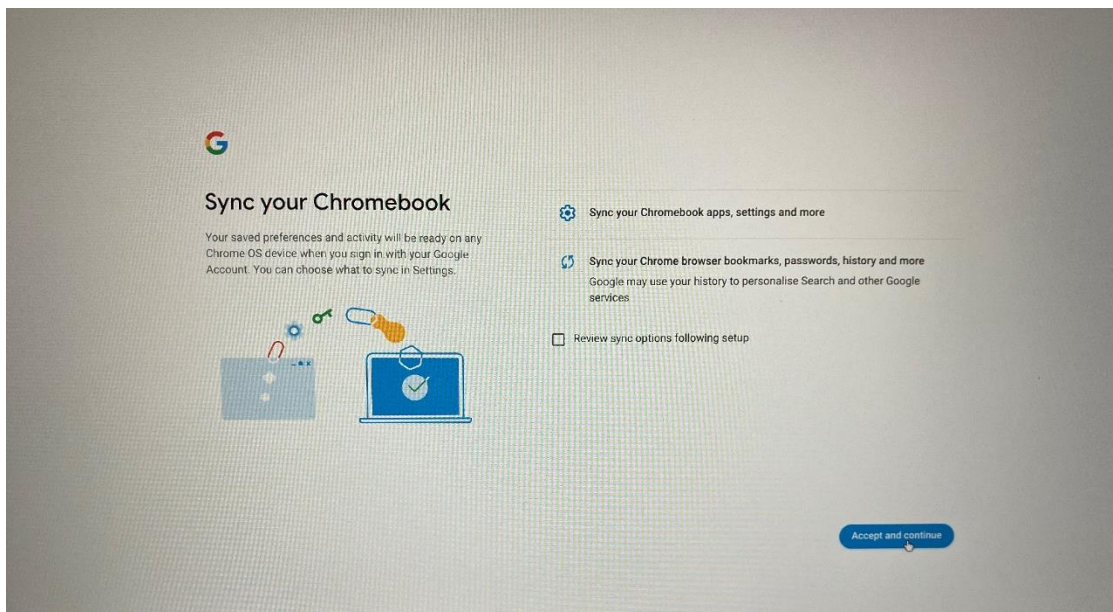 Sync your Chromebook
Your saved preferences and activity will be ready on any
Chrome OS device when you sign in with your Google
Account. You can choose what to sync in Settings.
Sync your Chromebook apps, settings and more
Sync your Chrome browser bookmarks, passwords, history and more
Google may use your history to personalise Search and other Google
services
Review sync options following setup
Accept and continue